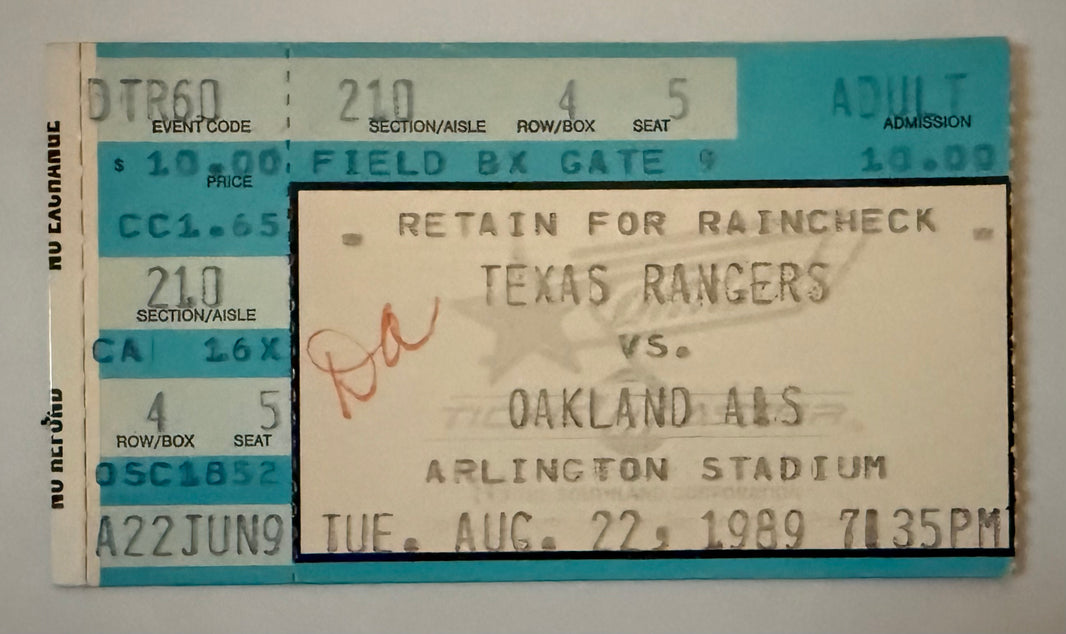 NO EXCHANGE
NO REFUND
DTR60
EVENT CODE
$ 10.00
PRICE
CC1.65
210
SECTION/AISLE
CA 16X
4 5
ROW/BOX SEAT
OSC1852
A22JUN9
210 4 5 ADULT
SECTION/AISLE ROW/BOX SEAT ADMISSION
FIELD BX GATE 9 10.00
RETAIN FOR RAINCHECK
TEXAS RANGERS
VS.
Da
OAKLAND A'S
ARLINGTON STADIUM
TUE. AUG. 22, 1989 7:35PM